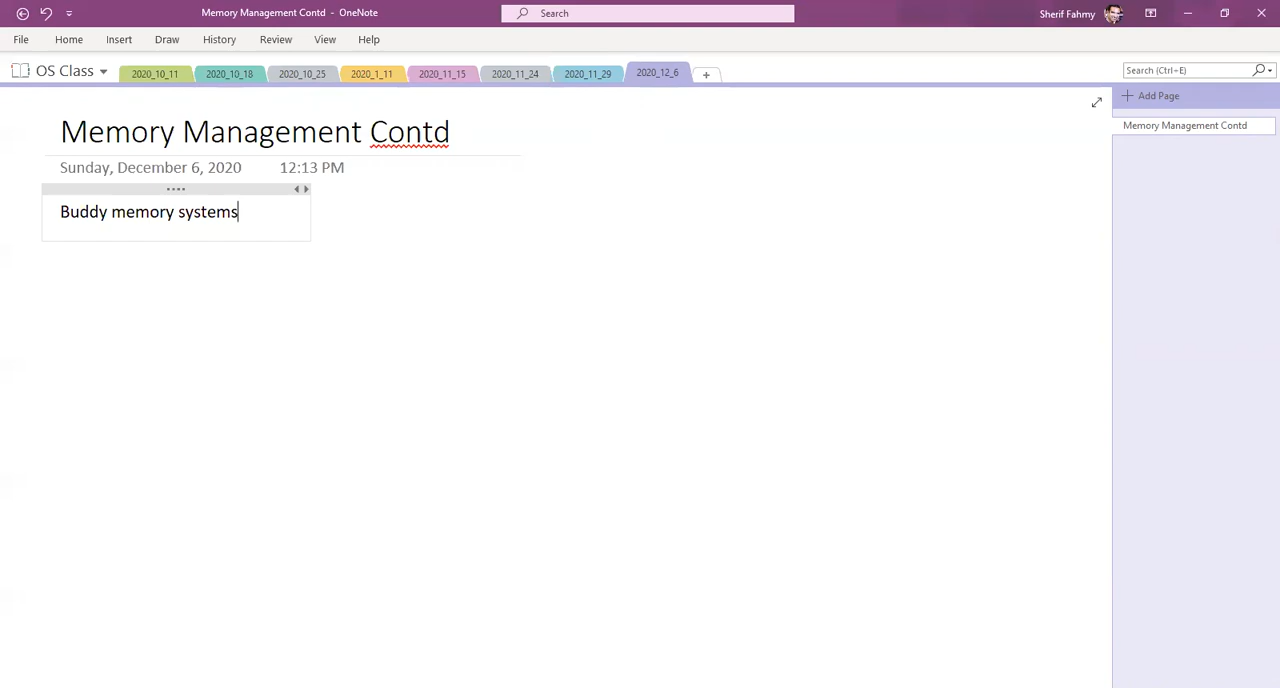 Memory Management Contd - OneNote
Search
Sherif Fahmy
File Home Insert Draw History Review View Help
OS Class
2020_10_11 2020_10_18 2020_10_25 2020_1_11 2020_11_15 2020_11_24 2020_11_29 2020_12_6
Search (Ctrl+E)
Add Page
Memory Management Contd
Memory Management Contd
Sunday, December 6, 2020 12:13 PM
Buddy memory systems